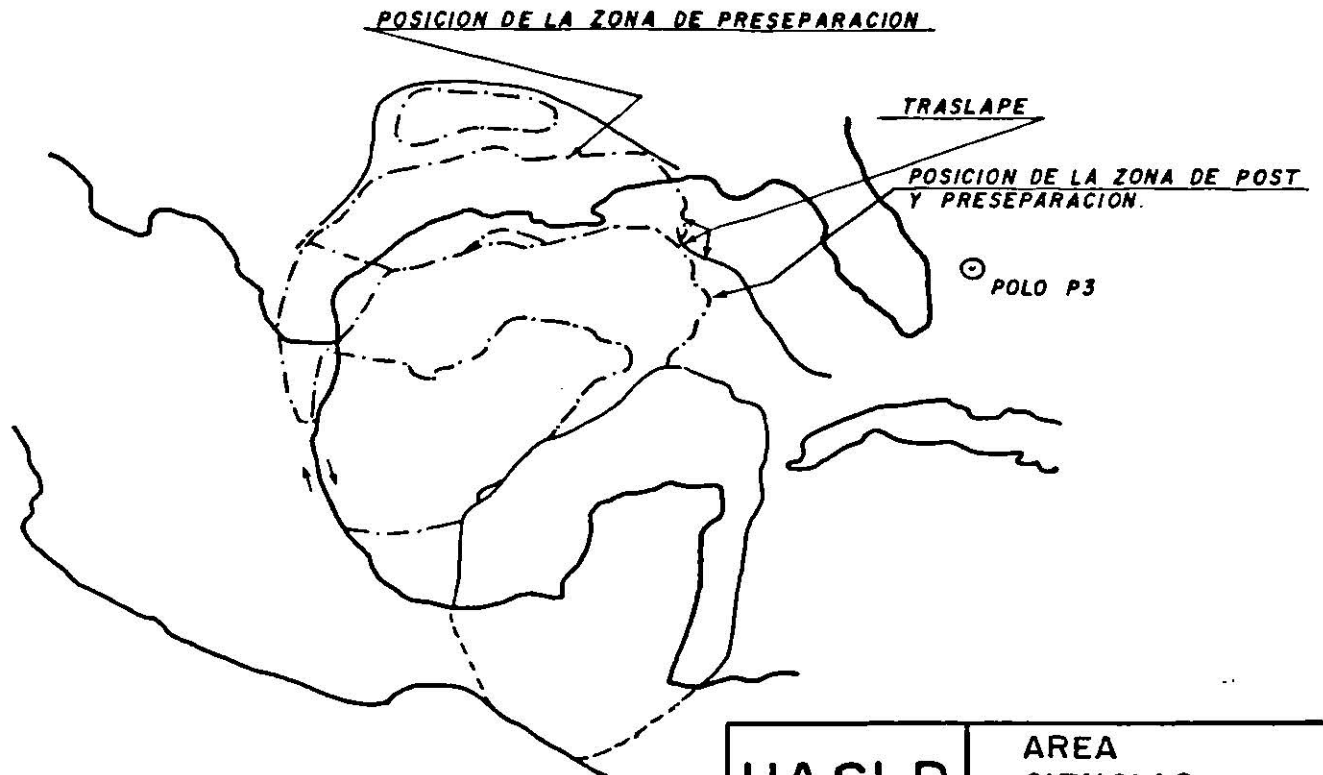 POSICION DE LA ZONA DE PRESEPARACION
TRASLAPE
POSICION DE LA ZONA DE POST
Y PRESEPARACION.
POLO P3
AREA